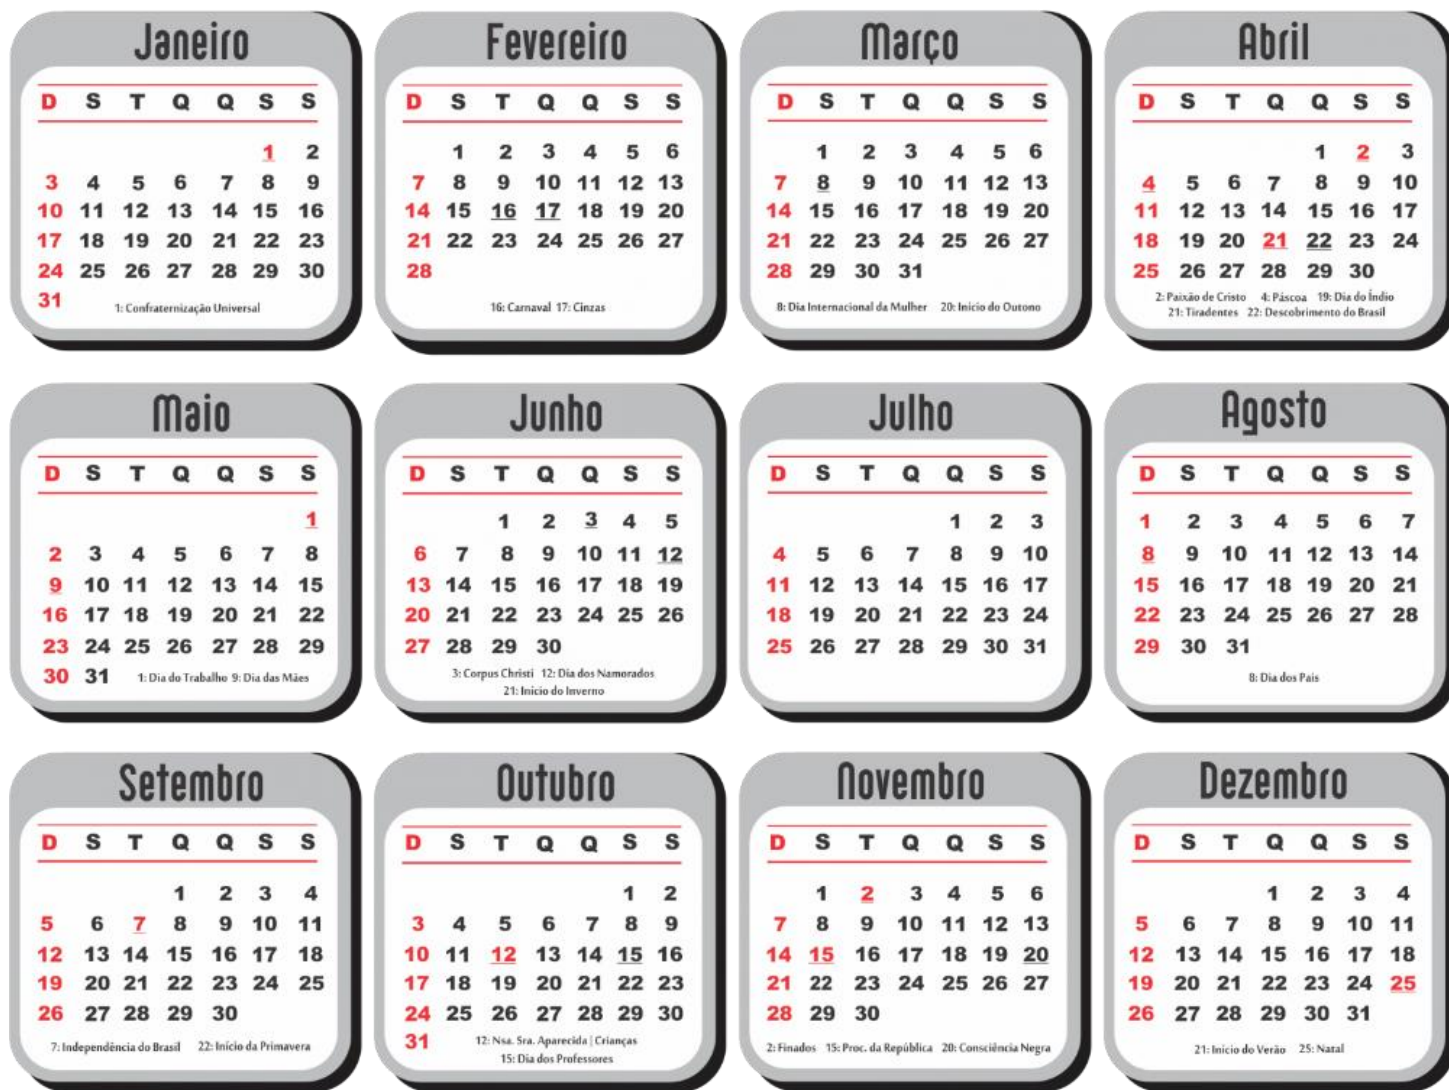 Janeiro
D S T Q Q S S
1 2
3 4 5 6 7 8 9
10 11 12 13 14 15 16
17 18 19 20 21 22 23
24 25 26 27 28 29 30
31
1: Confraternização Universal
Fevereiro
D S T Q Q S S
1 2 3 4 5 6
7 8 9 10 11 12 13
14 15 16 17 18 19 20
21 22 23 24 25 26 27
28
16: Carnaval 17: Cinzas
Março
D S T Q Q S S
1 2 3 4 5 6
7 8 9 10 11 12 13
14 15 16 17 18 19 20
21 22 23 24 25 26 27
28 29 30 31
8: Dia Internacional da Mulher 20: Início do Outono
Abril
D S T Q Q S S
1 2 3
4 5 6 7 8 9 10
11 12 13 14 15 16 17
18 19 20 21 22 23 24
25 26 27 28 29 30
2: Paixão de Cristo 4: Páscoa 19: Dia do Índio
21: Tiradentes 22: Descobrimento do Brasil
Maio
D S T Q Q S S
1
2 3 4 5 6 7 8
9 10 11 12 13 14 15
16 17 18 19 20 21 22
23 24 25 26 27 28 29
30 31
1: Dia do Trabalho 9: Dia das Mães
Junho
D S T Q Q S S
1 2 3 4 5
6 7 8 9 10 11 12
13 14 15 16 17 18 19
20 21 22 23 24 25 26
27 28 29 30
3: Corpus Christi 12: Dia dos Namorados
21: Início do Inverno
Julho
D S T Q Q S S
1 2 3
4 5 6 7 8 9 10
11 12 13 14 15 16 17
18 19 20 21 22 23 24
25 26 27 28 29 30 31
Agosto
D S T Q Q S S
1 2 3 4 5 6 7
8 9 10 11 12 13 14
15 16 17 18 19 20 21
22 23 24 25 26 27 28
29 30 31
8: Dia dos Pais
Setembro
D S T Q Q S S
1 2 3 4
5 6 7 8 9 10 11
12 13 14 15 16 17 18
19 20 21 22 23 24 25
26 27 28 29 30
7: Independência do Brasil 22: Início da Primavera
Outubro
D S T Q Q S S
1 2
3 4 5 6 7 8 9
10 11 12 13 14 15 16
17 18 19 20 21 22 23
24 25 26 27 28 29 30
31
12: Nsa. Sra. Aparecida | Crianças
15: Dia dos Professores
Novembro
D S T Q Q S S
1 2 3 4 5 6
7 8 9 10 11 12 13
14 15 16 17 18 19 20
21 22 23 24 25 26 27
28 29 30
2: Finados 15: Proc. da República 20: Consciência Negra
Dezembro
D S T Q Q S S
1 2 3 4
5 6 7 8 9 10 11
12 13 14 15 16 17 18
19 20 21 22 23 24 25
26 27 28 29 30 31
21: Início do Verão 25: Natal